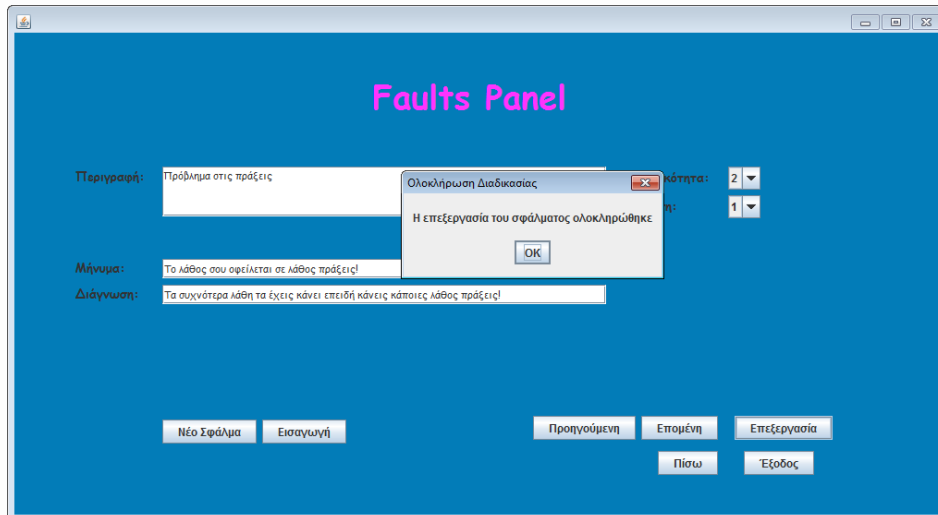 Faults Panel
Περιγραφή:
Πρόβλημα στις πράξεις
2
1
Ολοκλήρωση Διαδικασίας
Η επεξεργασία του σφάλματος ολοκληρώθηκε
OK
Μήνυμα:
Το λάθος σου οφείλεται σε λάθος πράξεις!
Διάγνωση:
Τα συχνότερα λάθη τα έχεις κάνει επειδή κάνεις κάποιες λάθος πράξεις!
Νέο Σφάλμα Εισαγωγή Προηγούμενη Επομένη Επεξεργασία
Πίσω Έξοδος